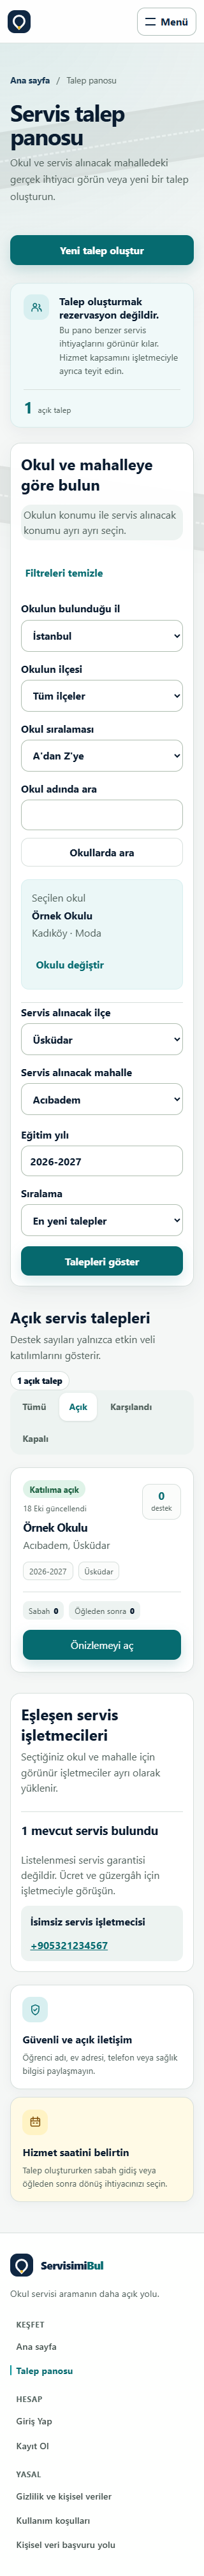 Menü
Ana sayfa / Talep panosu
Servis talep
panosu
Okul ve servis alınacak mahalledeki
gerçek ihtiyacı görün veya yeni bir talep
oluşturun.
Yeni talep oluştur
Talep oluşturmak
rezervasyon değildir.
Bu pano benzer servis
ihtiyaçlarını görünür kılar.
Hizmet kapsamını işletmeciyle
ayrıca teyit edin.
1 açık talep
Okul ve mahalleye
göre bulun
Okulun konumu ile servis alınacak
konumu ayrı ayrı seçin.
Filtreleri temizle
Okulun bulunduğu il
İstanbul
Okulun ilçesi
Tüm ilçeler
Okul sıralaması
A'dan Z'ye
Okul adında ara
Okullarda ara
Seçilen okul
Örnek Okulu
Kadıköy · Moda
Okulu değiştir
Servis alınacak ilçe
Üsküdar
Servis alınacak mahalle
Acıbadem
Eğitim yılı
2026-2027
Sıralama
En yeni talepler
Talepleri göster
Açık servis talepleri
Destek sayıları yalnızca etkin veli
katılımlarını gösterir.
1 açık talep
Tümü Açık Karşılandı
Kapalı
Katılıma açık
18 Eki güncellendi
0
destek
Örnek Okulu
Acıbadem, Üsküdar
2026-2027 Üsküdar
Sabah 0 Öğleden sonra 0
Önizlemeyi aç
Eşleşen servis
işletmecileri
Seçtiğiniz okul ve mahalle için
görünür işletmeciler ayrı olarak
yüklenir.
1 mevcut servis bulundu
Listelenmesi servis garantisi
değildir. Ücret ve güzergâh için
işletmeciyle görüşün.
İsimsiz servis işletmecisi
+905321234567
Güvenli ve açık iletişim
Öğrenci adı, ev adresi, telefon veya sağlık
bilgisi paylaşmayın.
Hizmet saatini belirtin
Talep oluştururken sabah gidiş veya
öğleden sonra dönüş ihtiyacınızı seçin.
ServisimiBul
Okul servisi aramanın daha açık yolu.
KEŞFET
Ana sayfa
Talep panosu
HESAP
Giriş Yap
Kayıt Ol
YASAL
Gizlilik ve kişisel veriler
Kullanım koşulları
Kişisel veri başvuru yolu